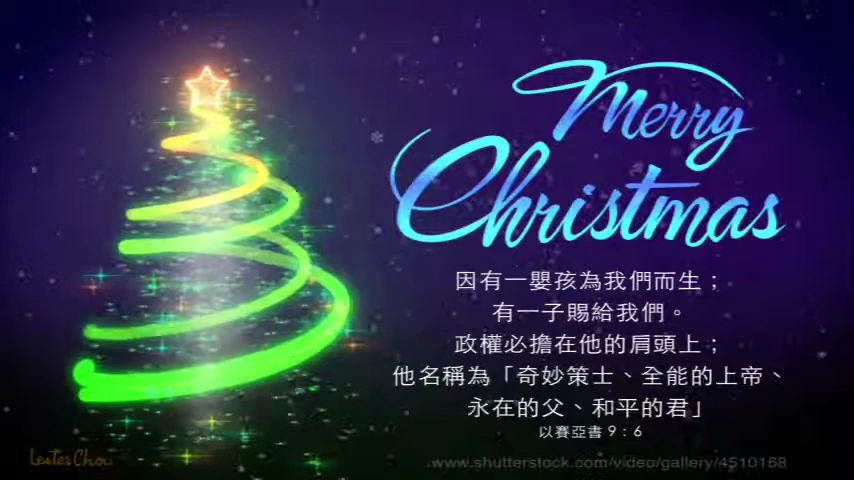 Merry
Christmas
因有一嬰孩為我們而生；
有一子賜給我們。
政權必擔在他的肩頭上；
他名稱為「奇妙策士、全能的上帝、
永在的父、和平的君」
以賽亞書 9：6
Lester Chow
www.shutterstock.com/video/gallery/4510168